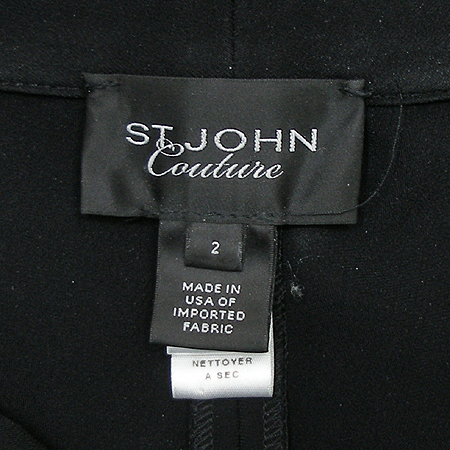 ST. JOHN
Couture
2
MADE IN
USA OF
IMPORTED
FABRIC
NETTOYER
A SEC